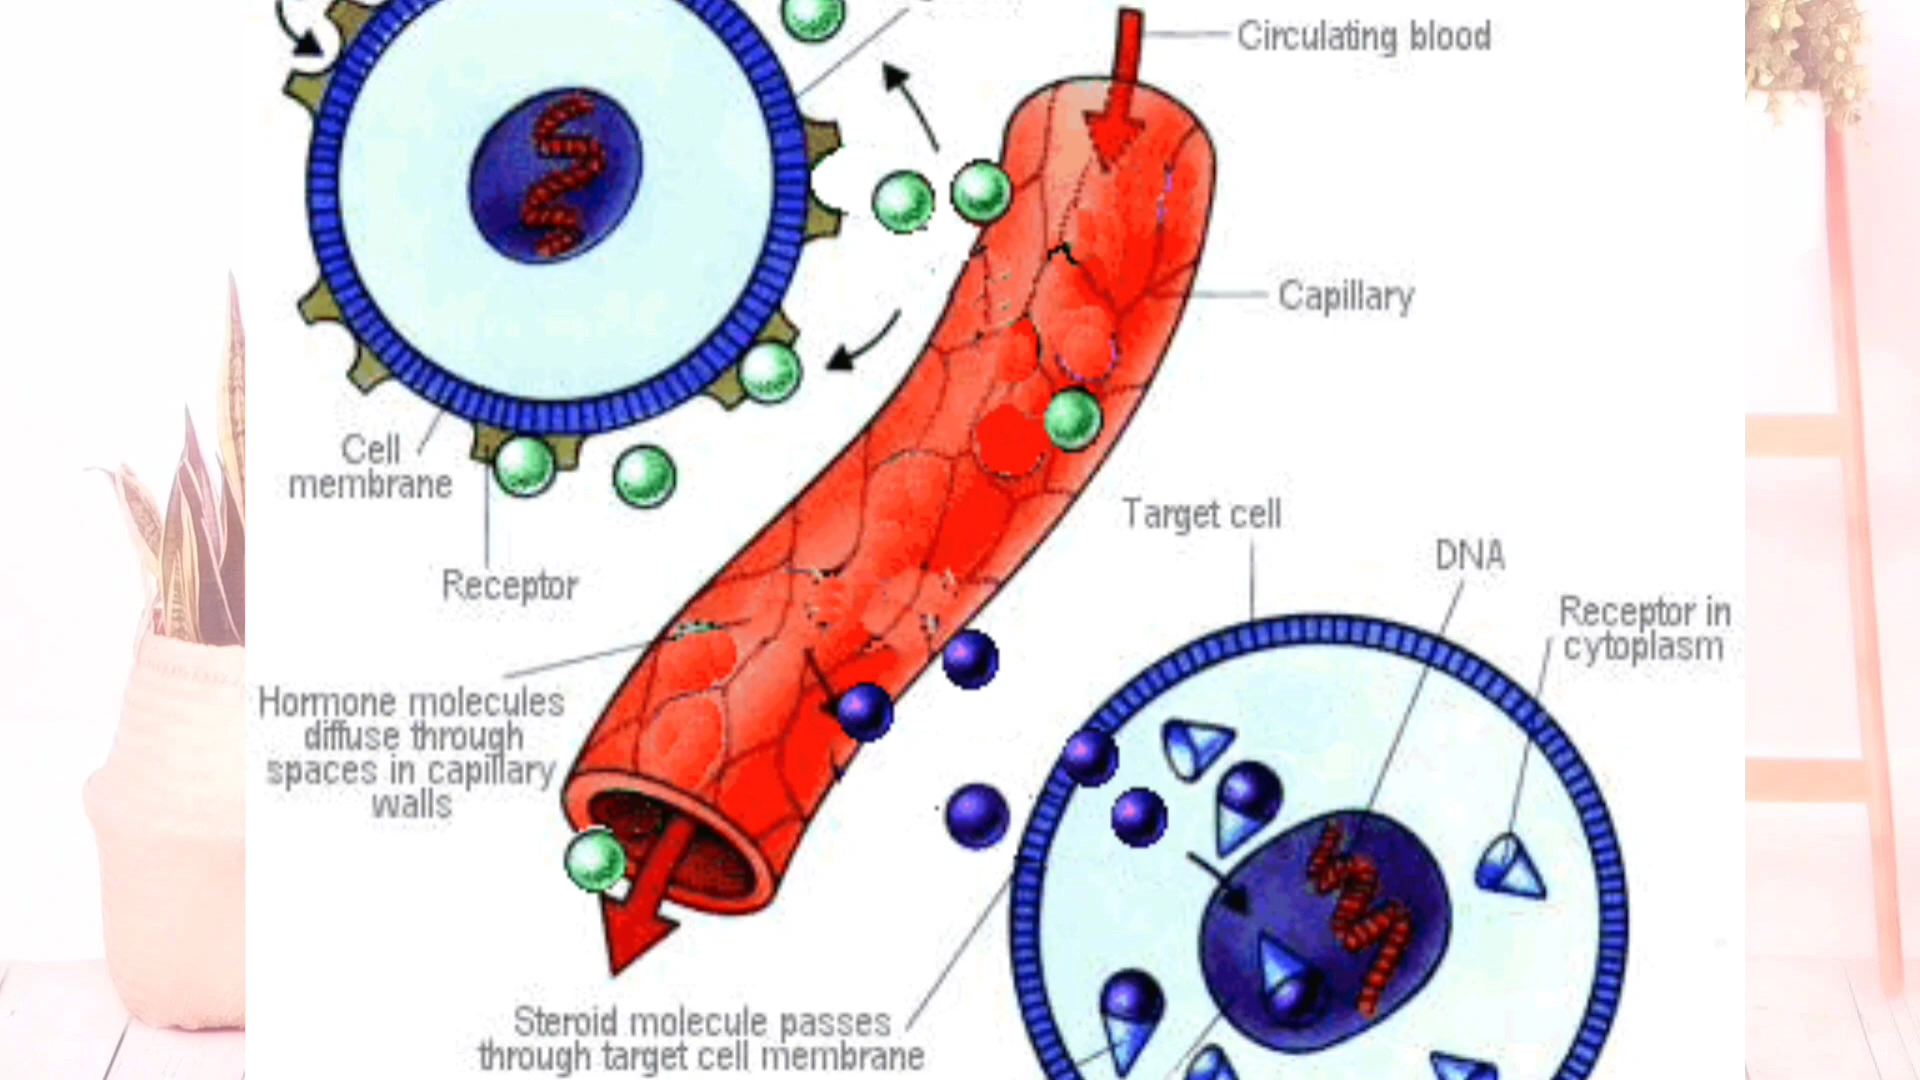 Circulating blood
Capillary
Cell
membrane
Receptor
Target cell
DNA
Receptor in
cytoplasm
Hormone molecules
diffuse through
spaces in capillary
walls
Steroid molecule passes
through target cell membrane